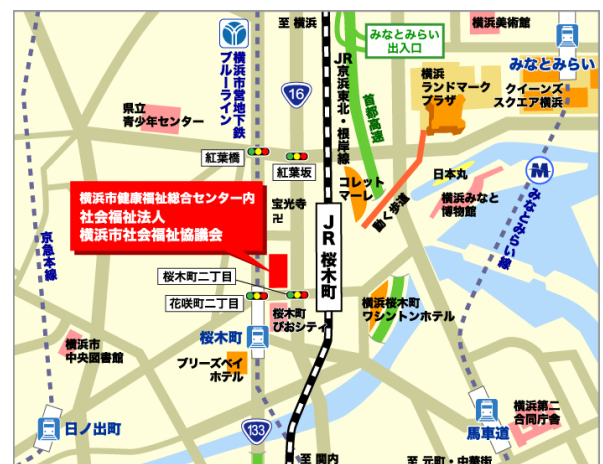 至 横浜
みなとみらい
出入口
横浜美術館
みなとみらい
横浜市営地下鉄
ブルーライン
16
JR京浜東北・根岸線
首都高速
横浜
ランドマーク
プラザ
クイーンズ
スクエア横浜
県立
青少年センター
紅葉橋
紅葉坂
コレット
マーレ
日本丸
横浜みなと
博物館
みなとみらい線
動く歩道
横浜市健康福祉総合センター内
社会福祉法人
横浜市社会福祉協議会
宝光寺
卍
京急本線
JR 桜木町
桜木町二丁目
花咲町二丁目
桜木町
ぴおシティ
横浜桜木町
ワシントンホテル
桜木町
横浜市
中央図書館
ブリーズベイ
ホテル
日ノ出町
133
馬車道
横浜第二
合同庁舎
至 関内
至 元町・中華街